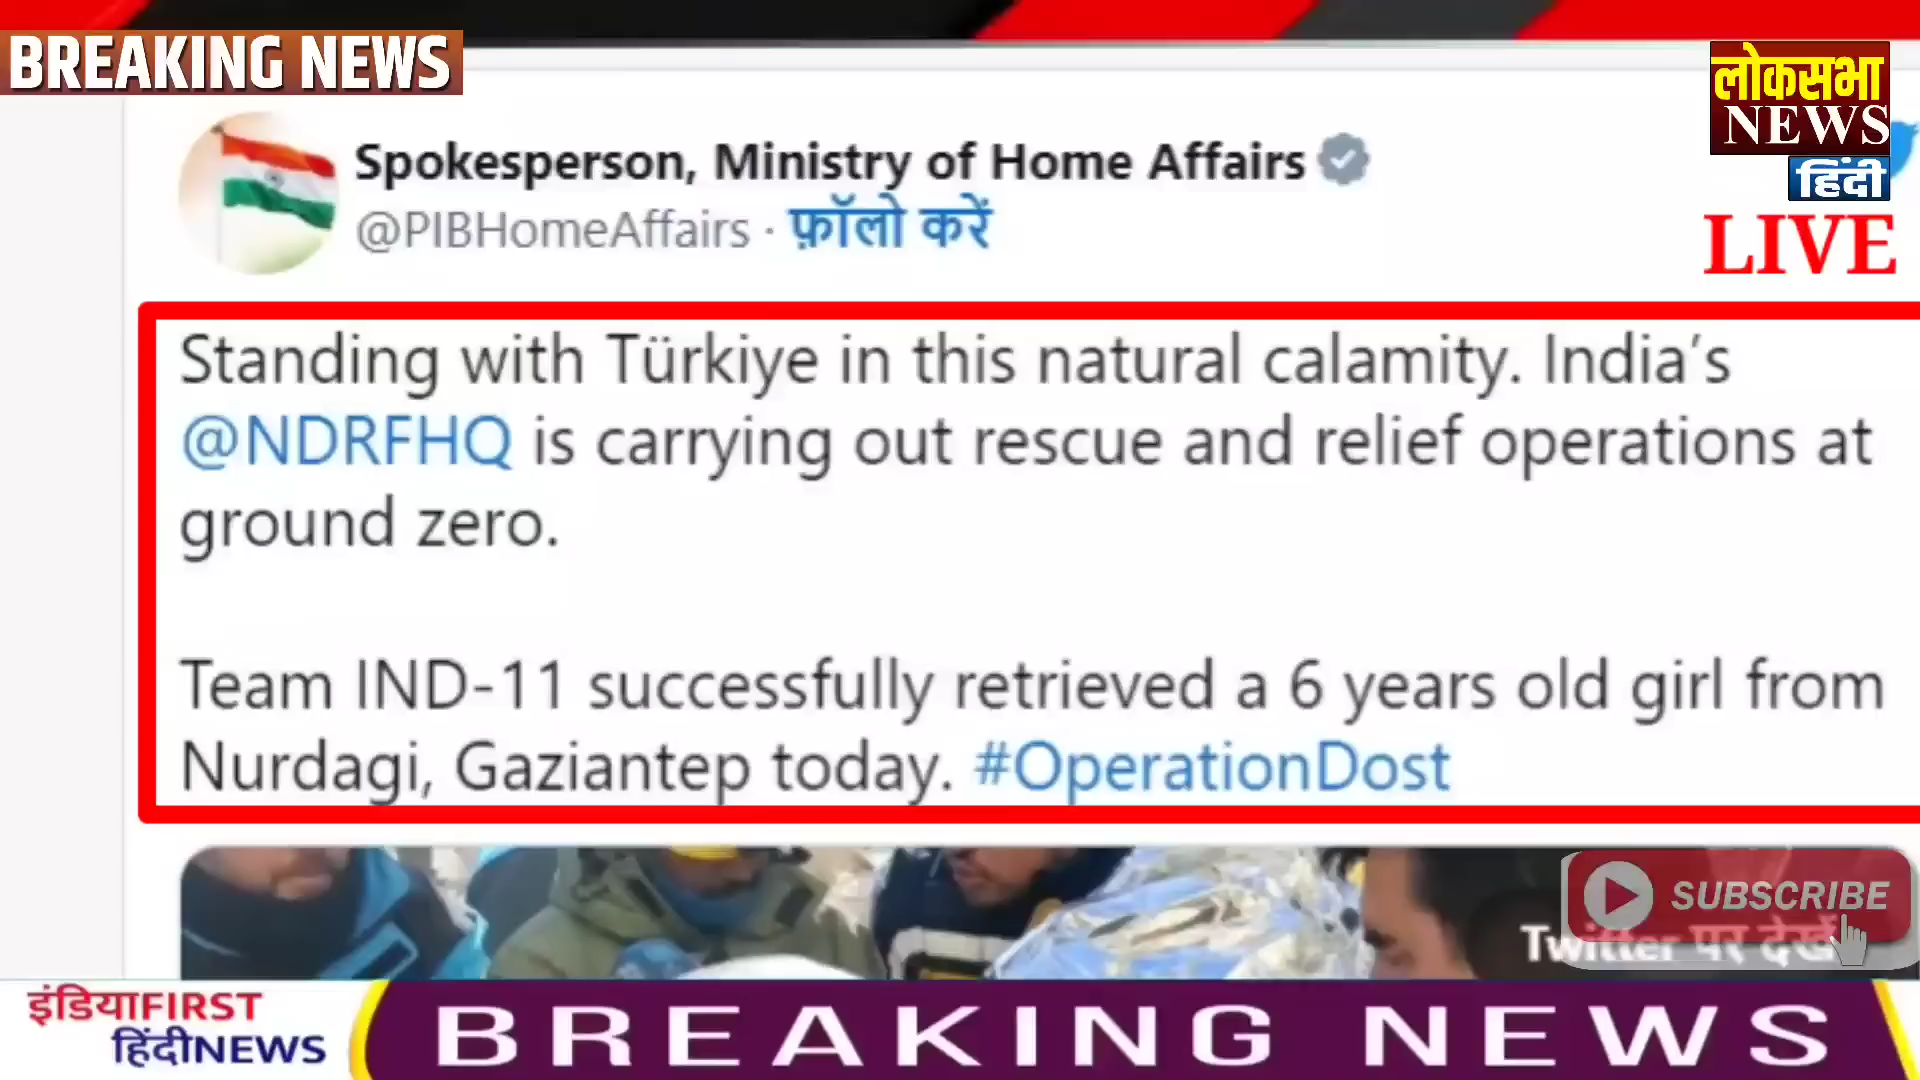 BREAKING NEWS
लोकसभा
NEWS
हिंदी
LIVE
Spokesperson, Ministry of Home Affairs
@PIBHomeAffairs · फ़ॉलो करें
Standing with Türkiye in this natural calamity. India’s
@NDRFHQ is carrying out rescue and relief operations at
ground zero.
Team IND-11 successfully retrieved a 6 years old girl from
Nurdagi, Gaziantep today. #OperationDost
SUBSCRIBE
Twitter पर देखें
इंडियाFIRST
हिंदीNEWS
BREAKING NEWS